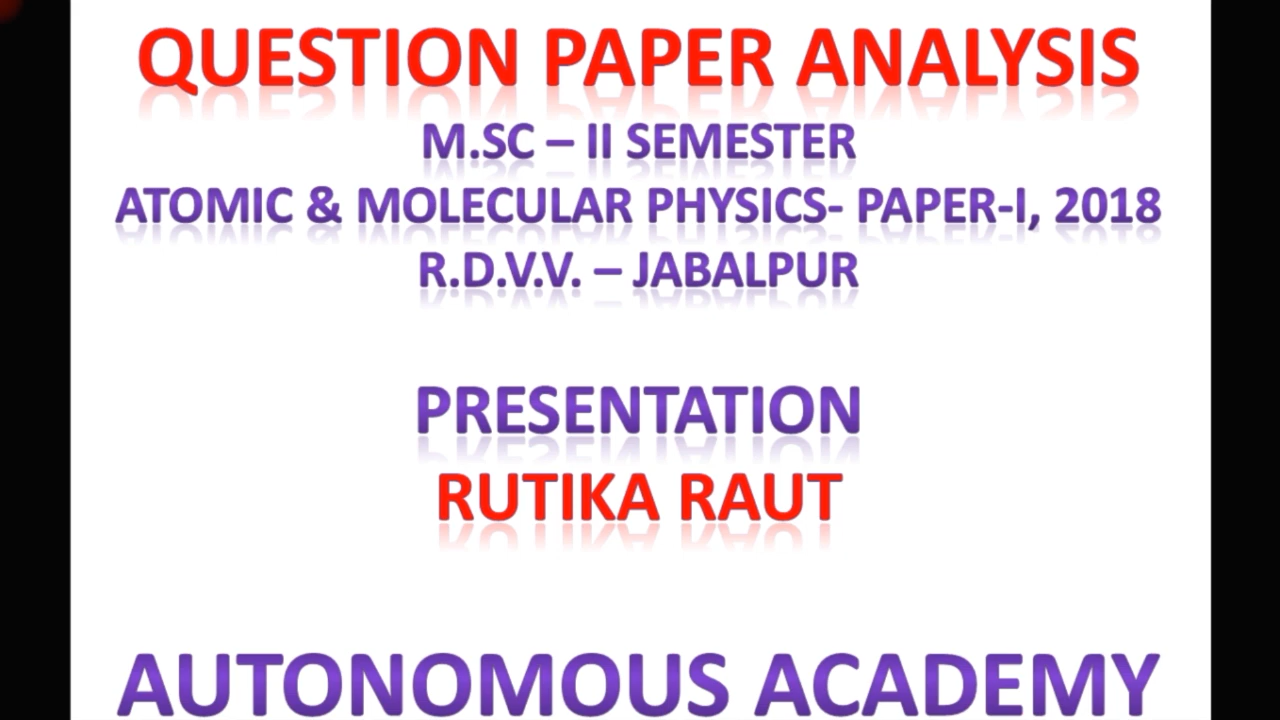 QUESTION PAPER ANALYSIS
M.SC – II SEMESTER
ATOMIC & MOLECULAR PHYSICS- PAPER-I, 2018
R.D.V.V. – JABALPUR
PRESENTATION
RUTIKA RAUT
AUTONOMOUS ACADEMY